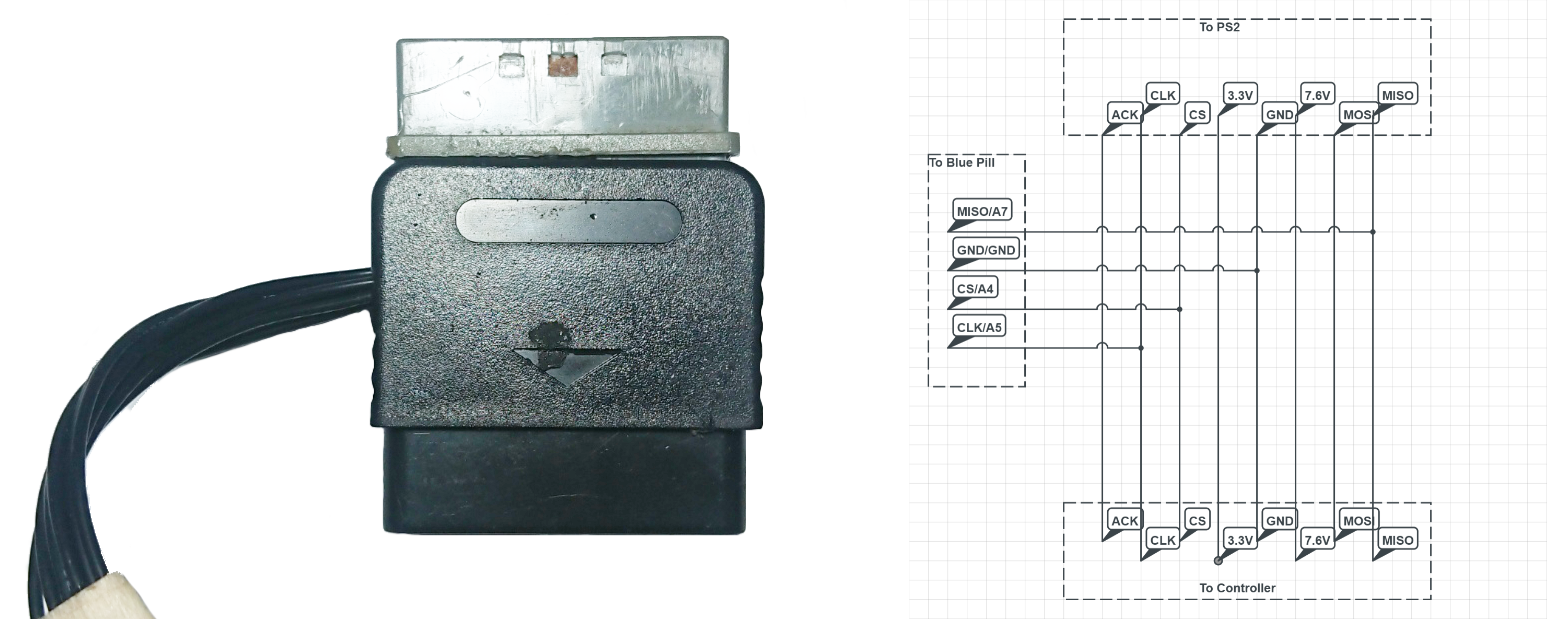 To PS2
CLK
3.3V
7.6V
MISO
ACK
CS
GND
MOSI
To Blue Pill
MISO/A7
GND/GND
CS/A4
CLK/A5
ACK
CS
GND
MOSI
CLK
3.3V
7.6V
MISO
To Controller